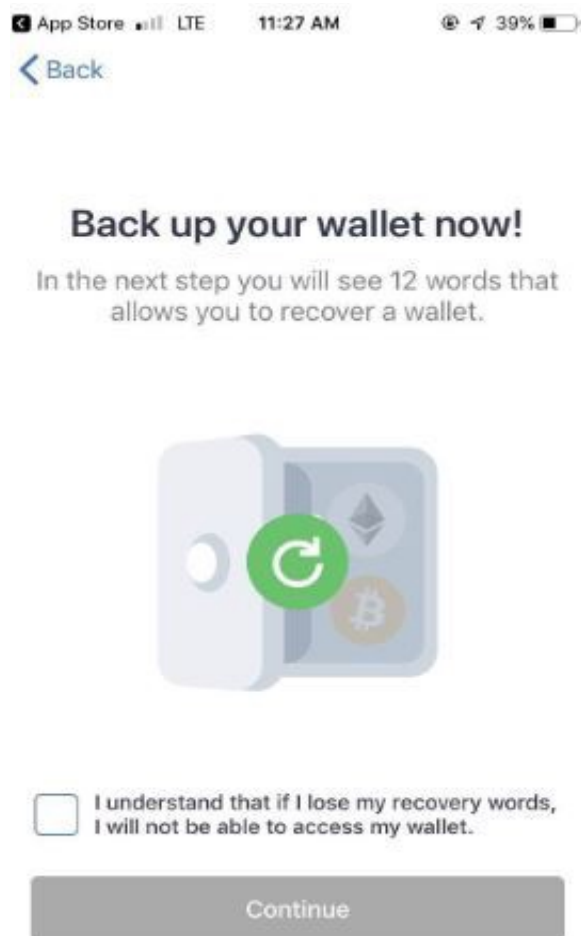 App Store LTE 11:27 AM 39%
Back
Back up your wallet now!
In the next step you will see 12 words that
allows you to recover a wallet.
I understand that if I lose my recovery words,
I will not be able to access my wallet.
Continue